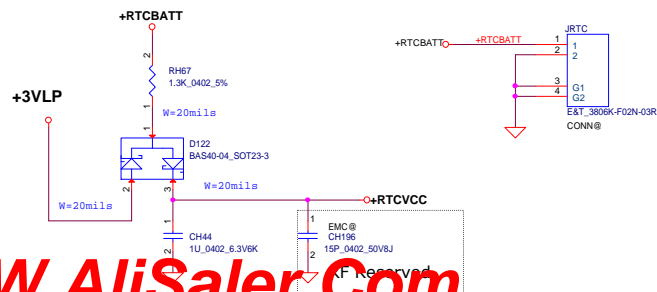 +RTCBATT
2
RH67
1.3K_0402_5%
1
+3VLP
W=20mils
1
D122
BAS40-04_SOT23-3
2
3
W=20mils
W=20mils
+RTCVCC
1
CH44
1U_0402_6.3V6K
2
1
EMC@
CH196
15P_0402_50V8J
2
RF Reserved
W.AliSaler.Com
JRTC
+RTCBATT
+RTCBATT
1
1
2
2
3
G1
4
G2
E&T_3806K-F02N-03R
CONN@